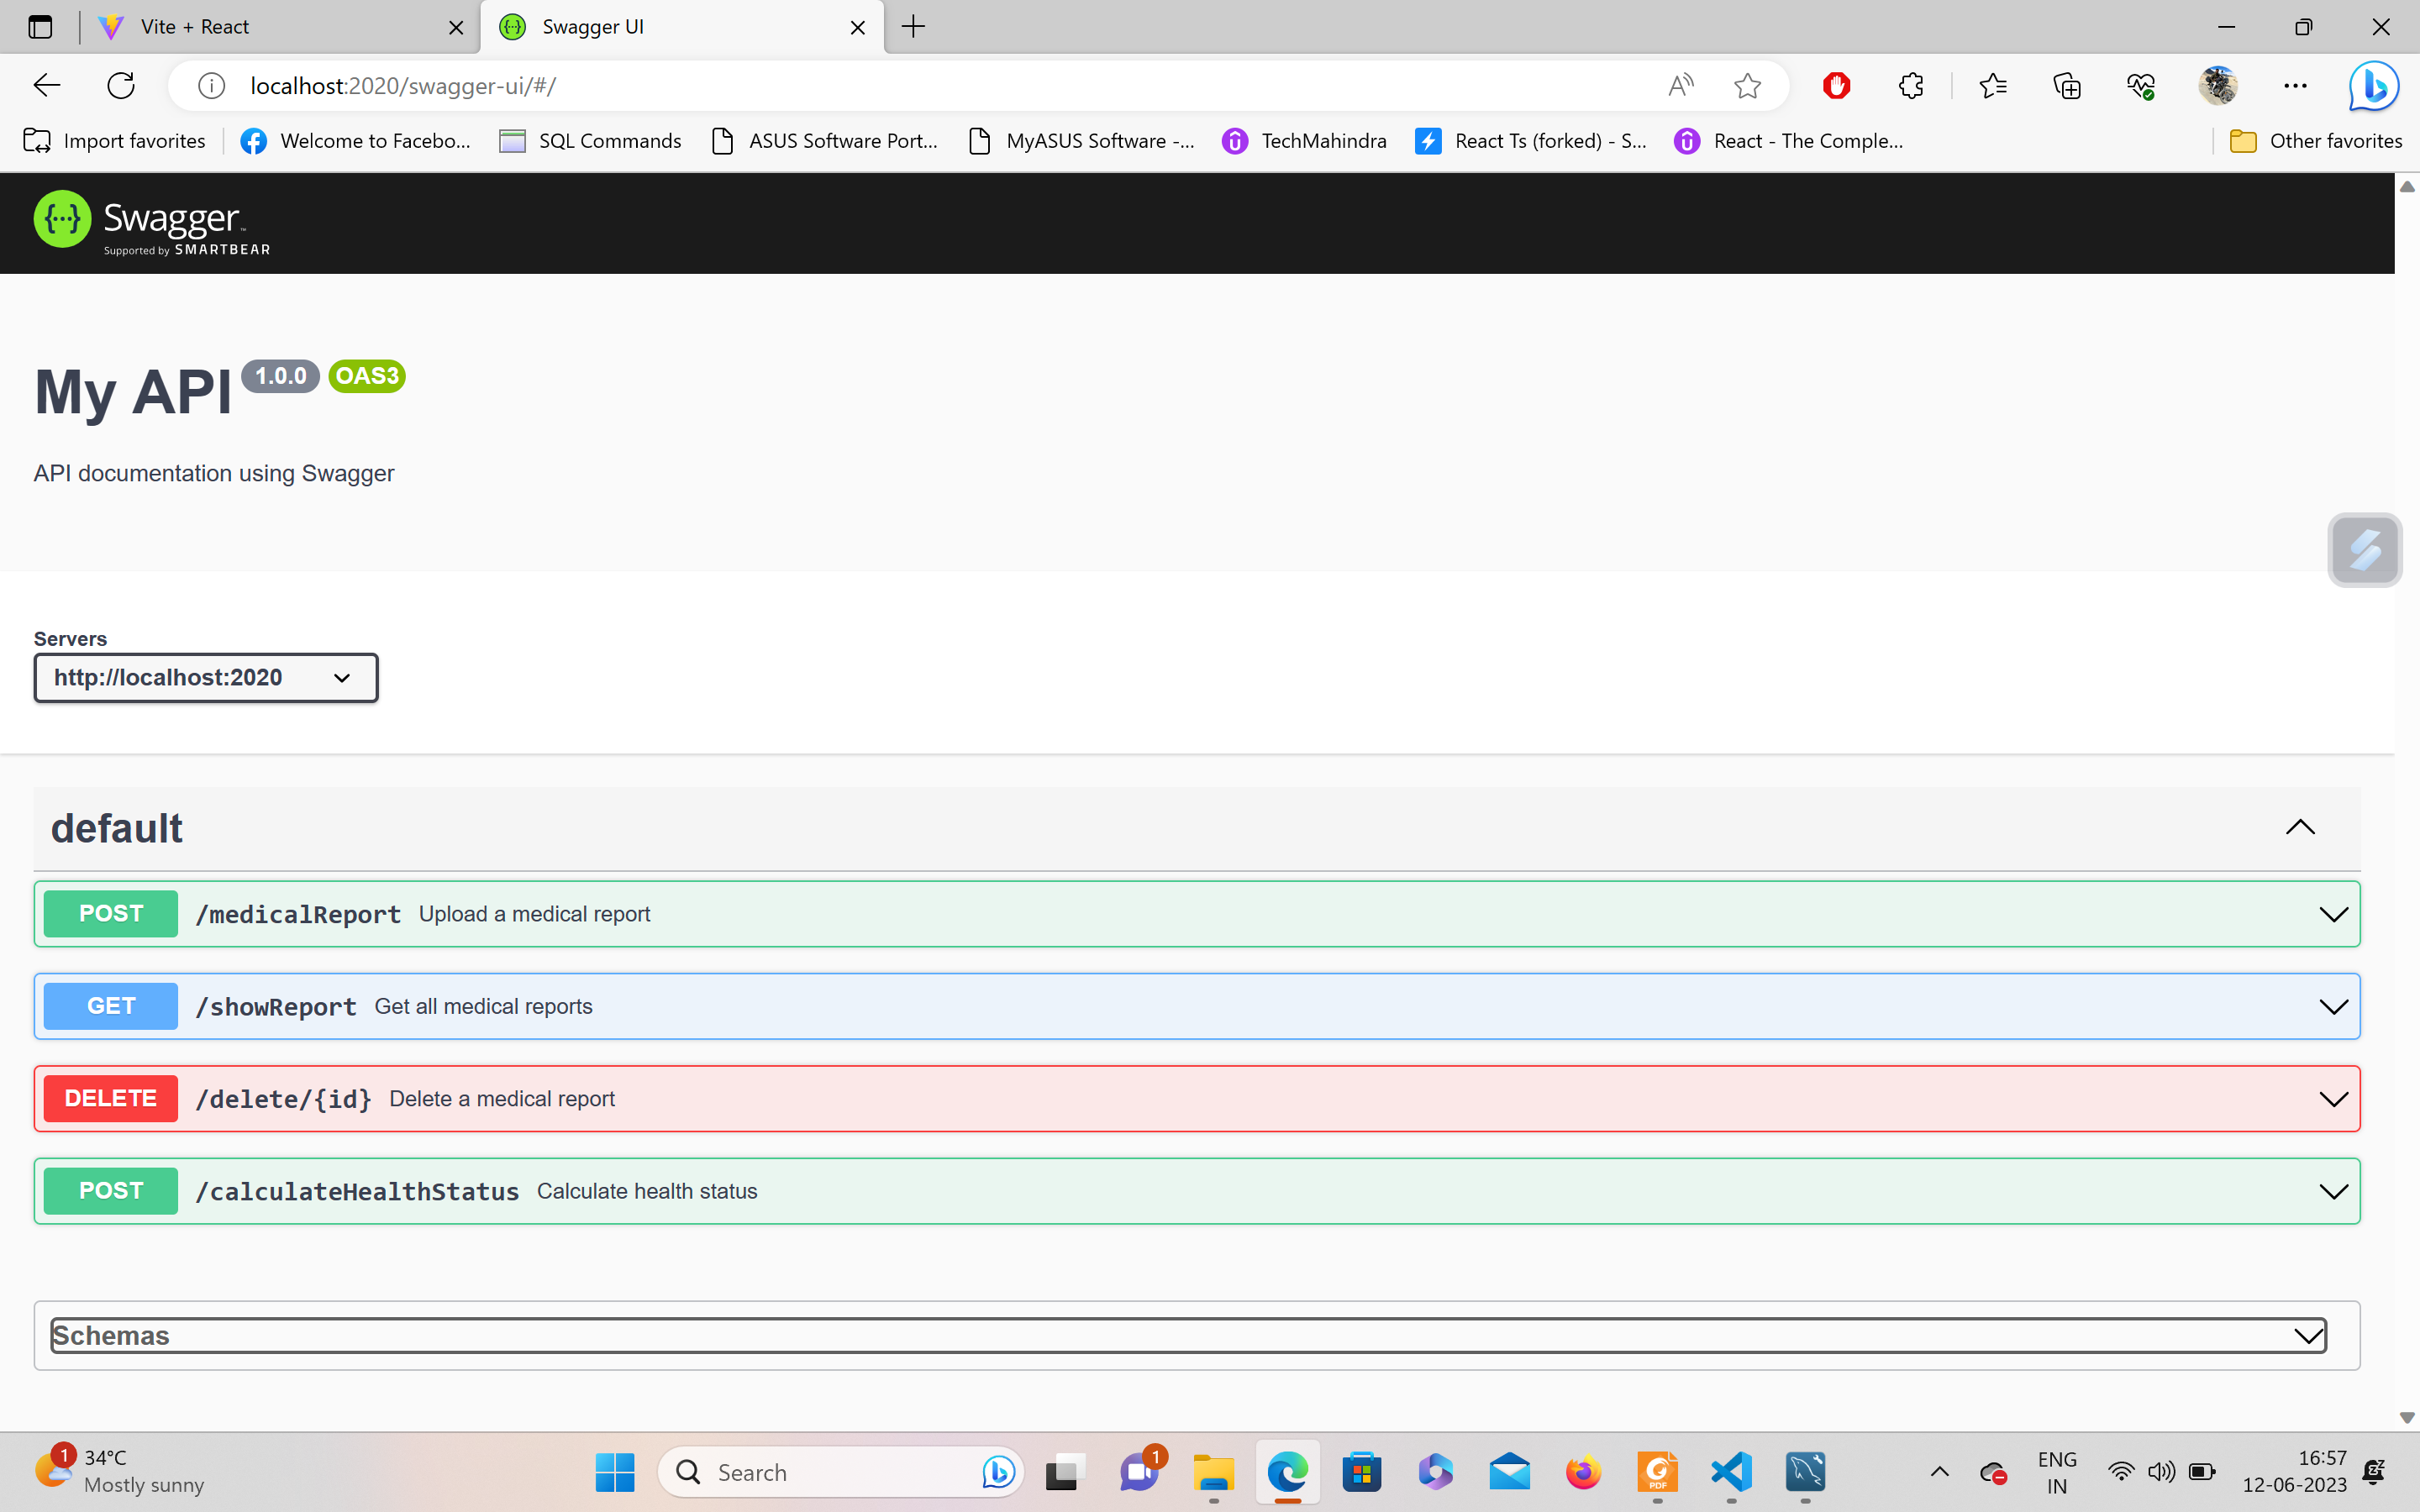 Vite + React
Swagger UI
localhost:2020/swagger-ui/#/
Import favorites
Welcome to Facebo...
SQL Commands
ASUS Software Port...
MyASUS Software -...
TechMahindra
React Ts (forked) - S...
React - The Comple...
Other favorites
Swagger
Supported by SMARTBEAR
My API 1.0.0 OAS3
API documentation using Swagger
Servers
http://localhost:2020
default
POST /medicalReport Upload a medical report
GET /showReport Get all medical reports
DELETE /delete/{id} Delete a medical report
POST /calculateHealthStatus Calculate health status
Schemas
1
34°C
Mostly sunny
Search
1
PDF
ENG
IN
16:57
12-06-2023